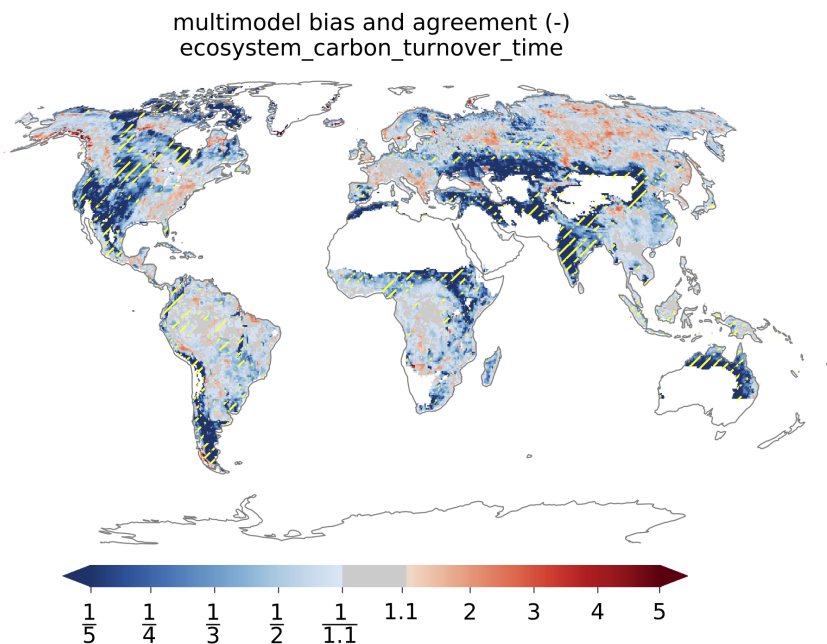 multimodel bias and agreement (-)
ecosystem_carbon_turnover_time
1/5 1/4 1/3 1/2 1/1.1 1.1 2 3 4 5